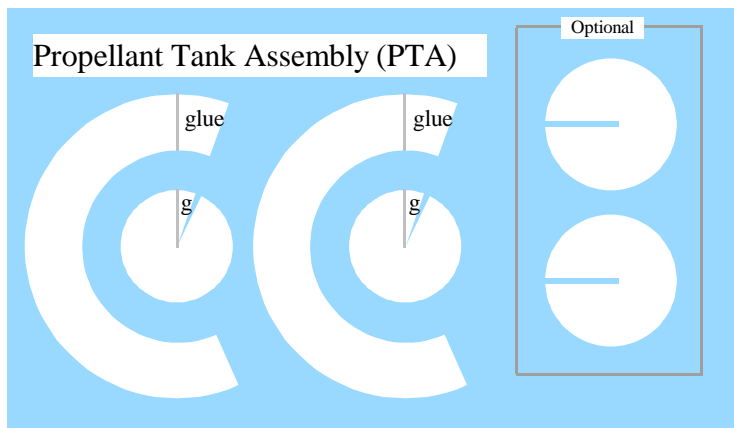 Optional
Propellant Tank Assembly (PTA)
glue
glue
g
g